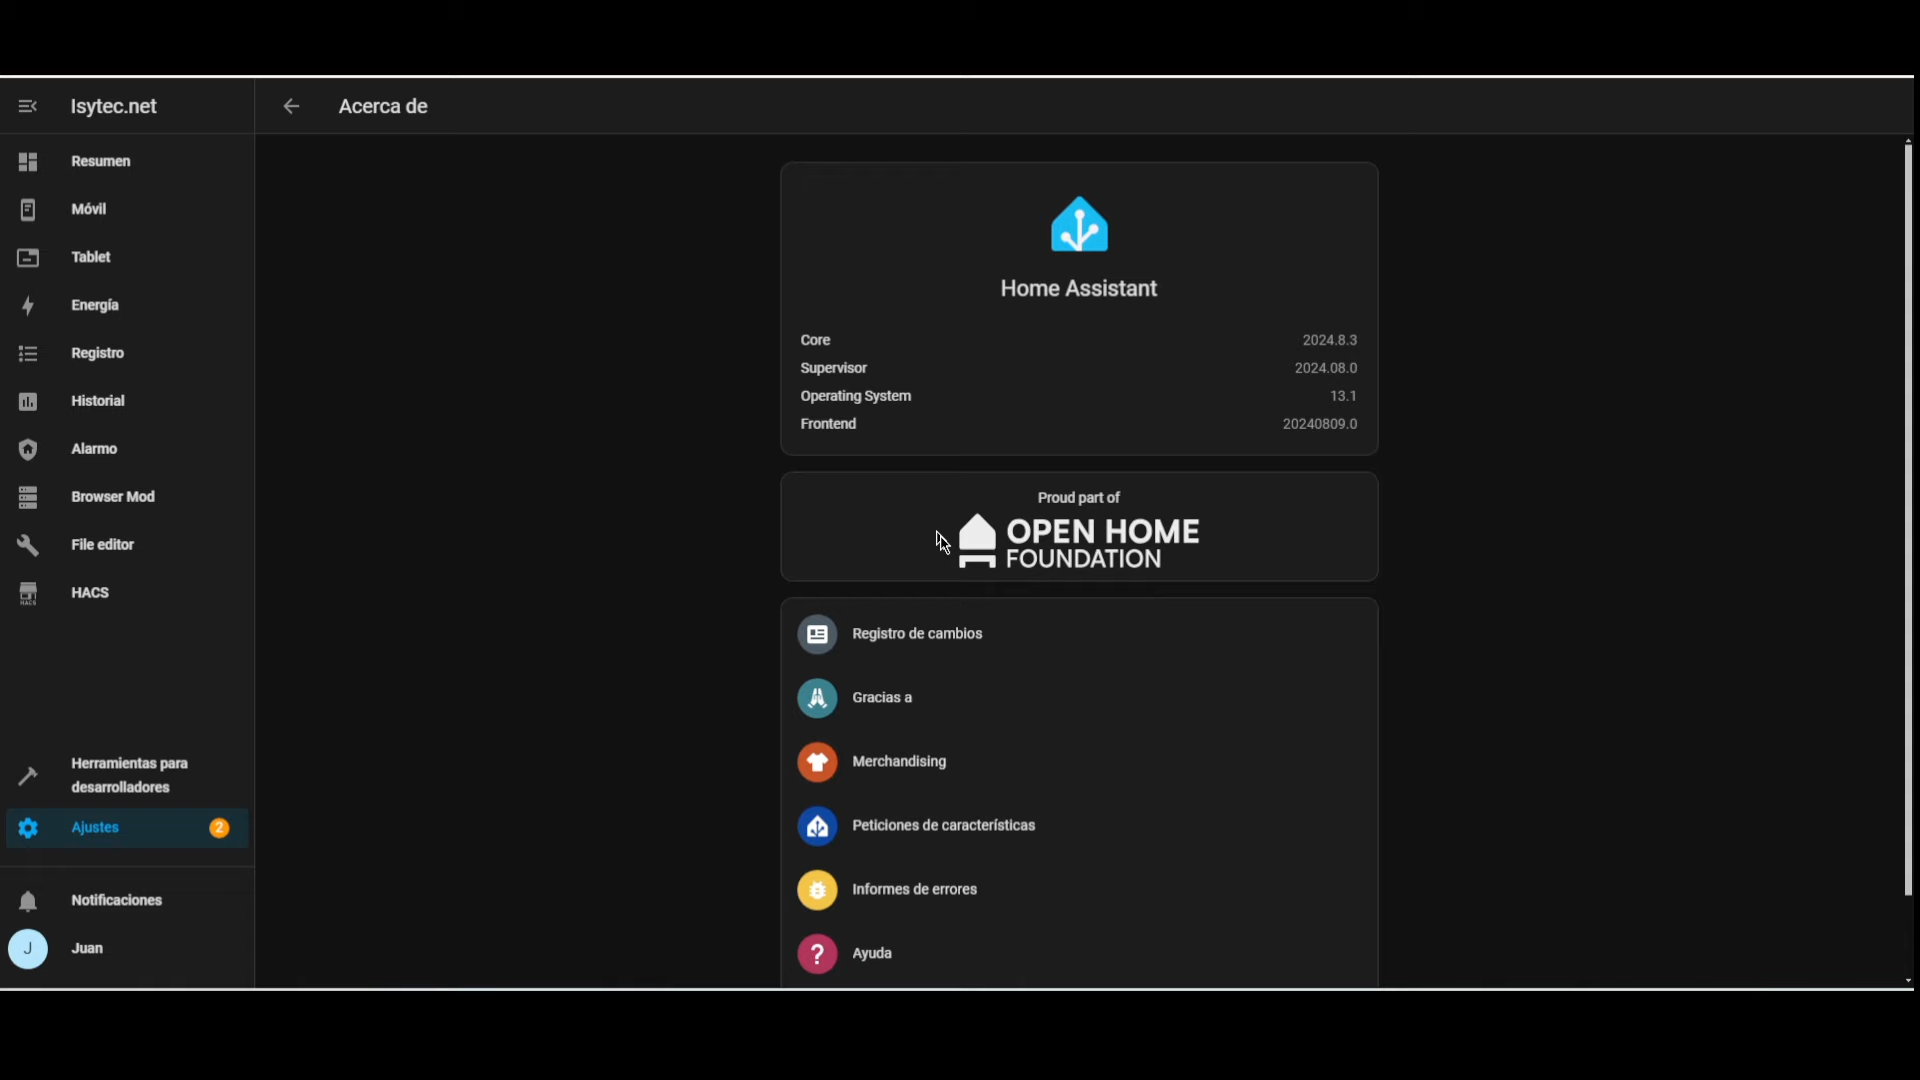 Isytec.net
Acerca de
Resumen
Móvil
Tablet
Energía
Registro
Historial
Alarmo
Browser Mod
File editor
HACS
Herramientas para
desarrolladores
Ajustes 2
Notificaciones
J Juan
Home Assistant
Core 2024.8.3
Supervisor 2024.08.0
Operating System 13.1
Frontend 20240809.0
Proud part of
OPEN HOME
FOUNDATION
Registro de cambios
Gracias a
Merchandising
Peticiones de características
Informes de errores
? Ayuda